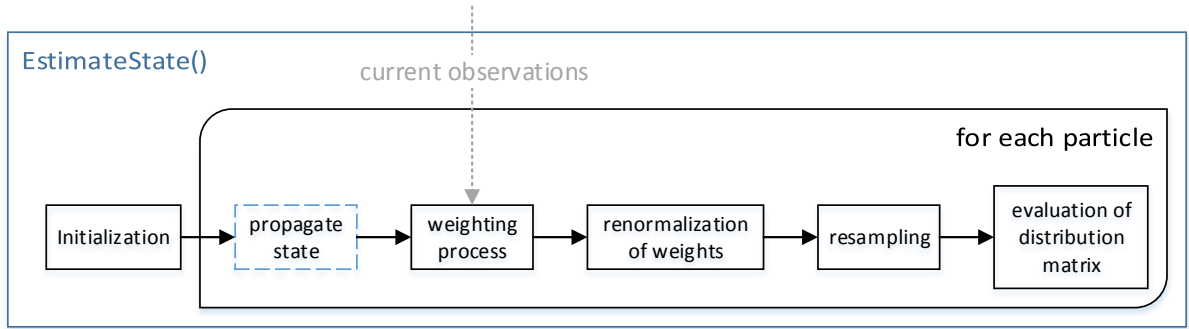 EstimateState()
current observations
for each particle
Initialization
propagate
state
weighting
process
renormalization
of weights
resampling
evaluation of
distribution
matrix